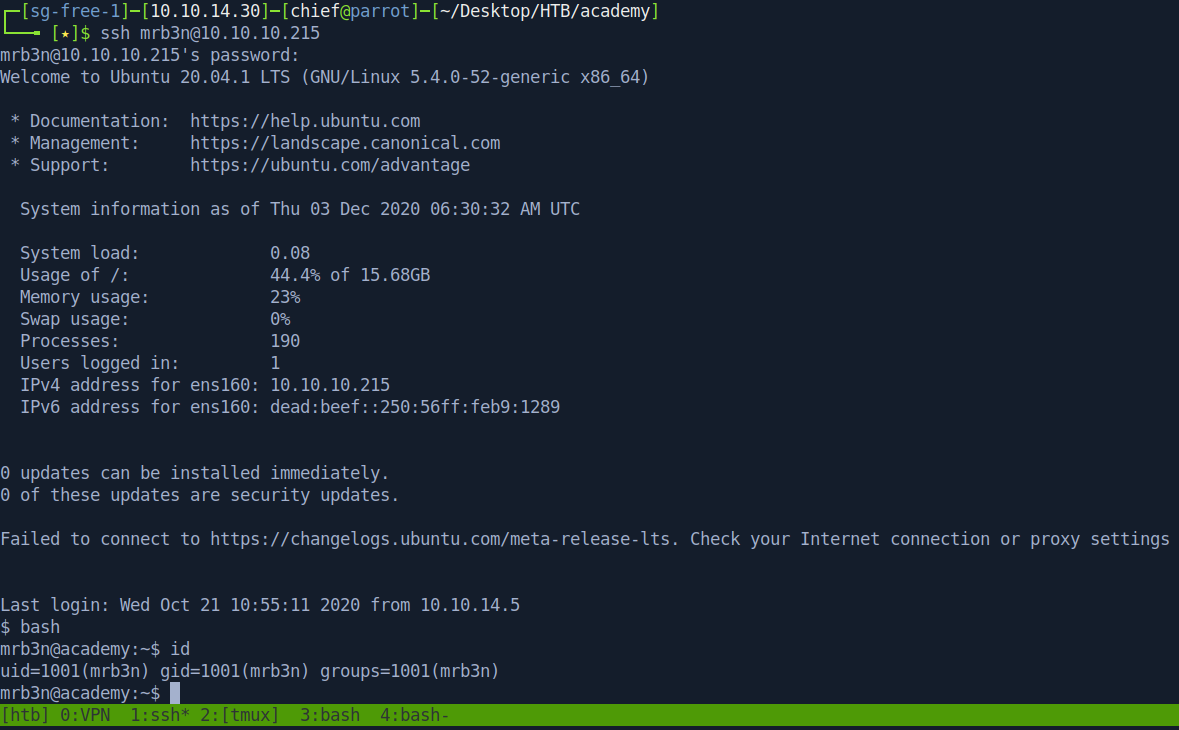 ┌─[sg-free-1]─[10.10.14.30]─[chief@parrot]─[~/Desktop/HTB/academy]
└──╼ [★]$ ssh mrb3n@10.10.10.215
mrb3n@10.10.10.215's password:
Welcome to Ubuntu 20.04.1 LTS (GNU/Linux 5.4.0-52-generic x86_64)

 * Documentation:  https://help.ubuntu.com
 * Management:     https://landscape.canonical.com
 * Support:        https://ubuntu.com/advantage

  System information as of Thu 03 Dec 2020 06:30:32 AM UTC

  System load:             0.08
  Usage of /:              44.4% of 15.68GB
  Memory usage:            23%
  Swap usage:              0%
  Processes:               190
  Users logged in:         1
  IPv4 address for ens160: 10.10.10.215
  IPv6 address for ens160: dead:beef::250:56ff:feb9:1289


0 updates can be installed immediately.
0 of these updates are security updates.

Failed to connect to https://changelogs.ubuntu.com/meta-release-lts. Check your Internet connection or proxy settings


Last login: Wed Oct 21 10:55:11 2020 from 10.10.14.5
$ bash
mrb3n@academy:~$ id
uid=1001(mrb3n) gid=1001(mrb3n) groups=1001(mrb3n)
mrb3n@academy:~$
[htb] 0:VPN  1:ssh* 2:[tmux]  3:bash  4:bash-